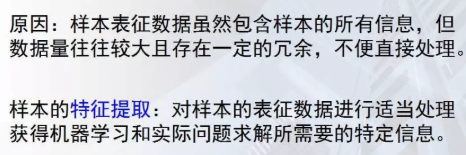 原因：样本表征数据虽然包含样本的所有信息，但
数据量往往较大且存在一定的冗余，不便直接处理。
样本的特征提取：对样本的表征数据进行适当处理
获得机器学习和实际问题求解所需要的特定信息。